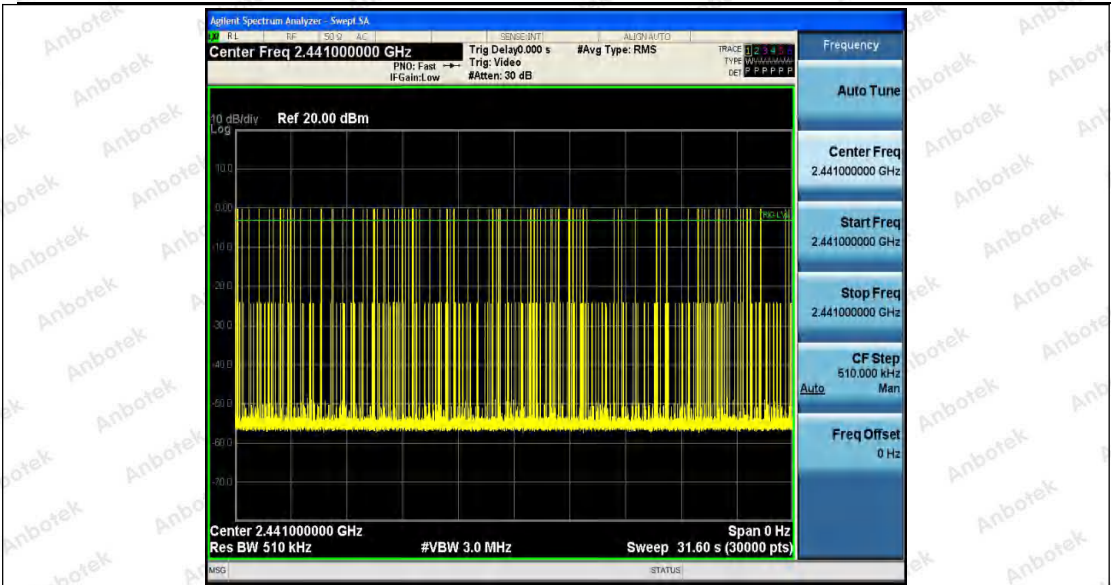 Agilent Spectrum Analyzer - Swept SA
RL RF 50 Ω AC SENSE:INT ALIGN AUTO
Center Freq 2.441000000 GHz
PNO: Fast
IFGain:Low
Trig Delay0.000 s
Trig: Video
#Atten: 30 dB
#Avg Type: RMS
TRACE 1 2 3 4 5 6
TYPE
DET P P P P P P
10 dB/div Ref 20.00 dBm
Log
10.0
0.00
-10.0
-20.0
-30.0
-40.0
-50.0
-60.0
-70.0
TRIG LVL
Center 2.441000000 GHz
Span 0 Hz
Res BW 510 kHz
#VBW 3.0 MHz
Sweep 31.60 s (30000 pts)
MSG
STATUS
Frequency
Auto Tune
Center Freq
2.441000000 GHz
Start Freq
2.441000000 GHz
Stop Freq
2.441000000 GHz
CF Step
510.000 kHz
Auto Man
Freq Offset
0 Hz
Anbotek